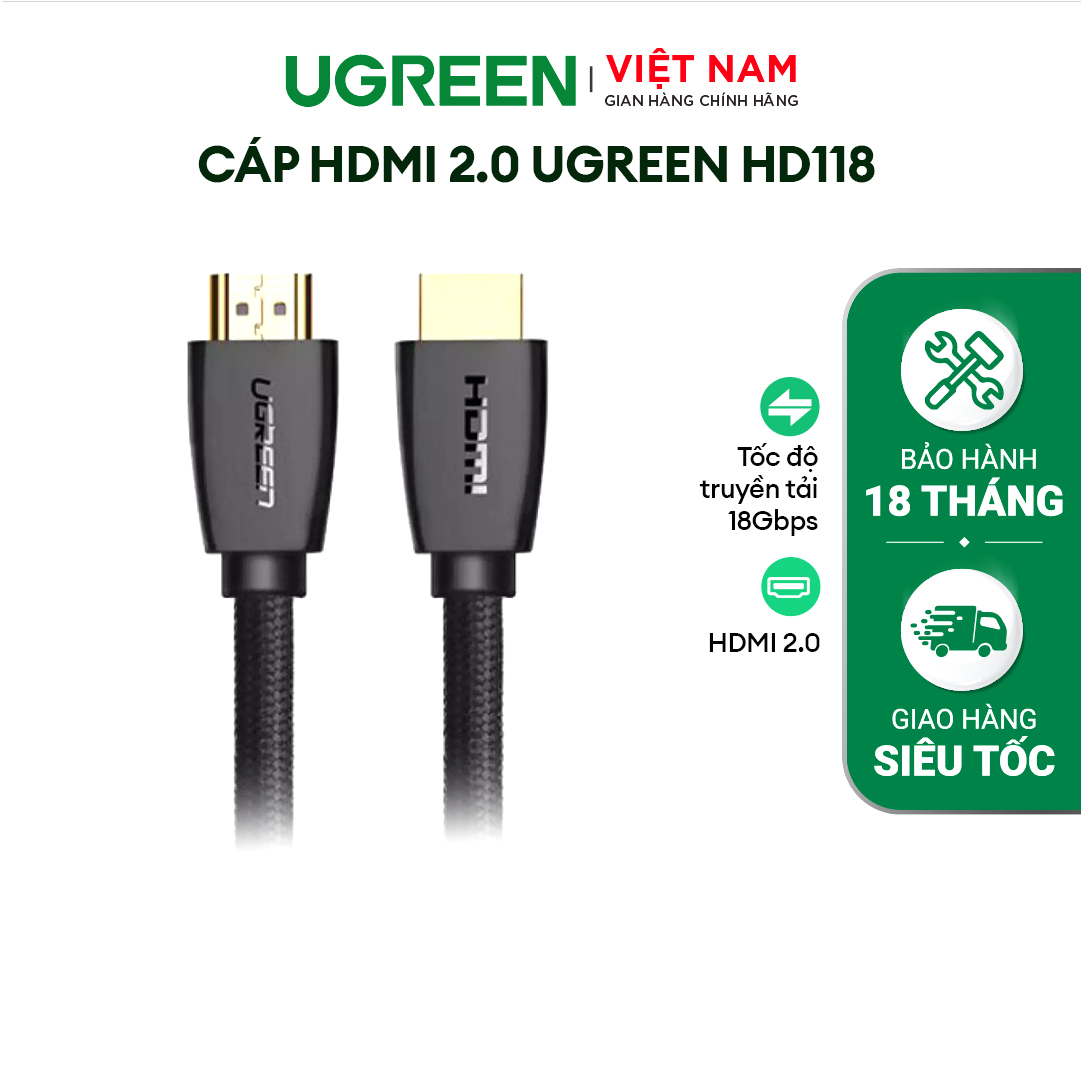 UGREEN | VIỆT NAM
GIAN HÀNG CHÍNH HÃNG
CÁP HDMI 2.0 UGREEN HD118
UGREEN
HDMI
Tốc độ
truyền tải
18Gbps
HDMI 2.0
BẢO HÀNH
18 THÁNG
GIAO HÀNG
SIÊU TỐC